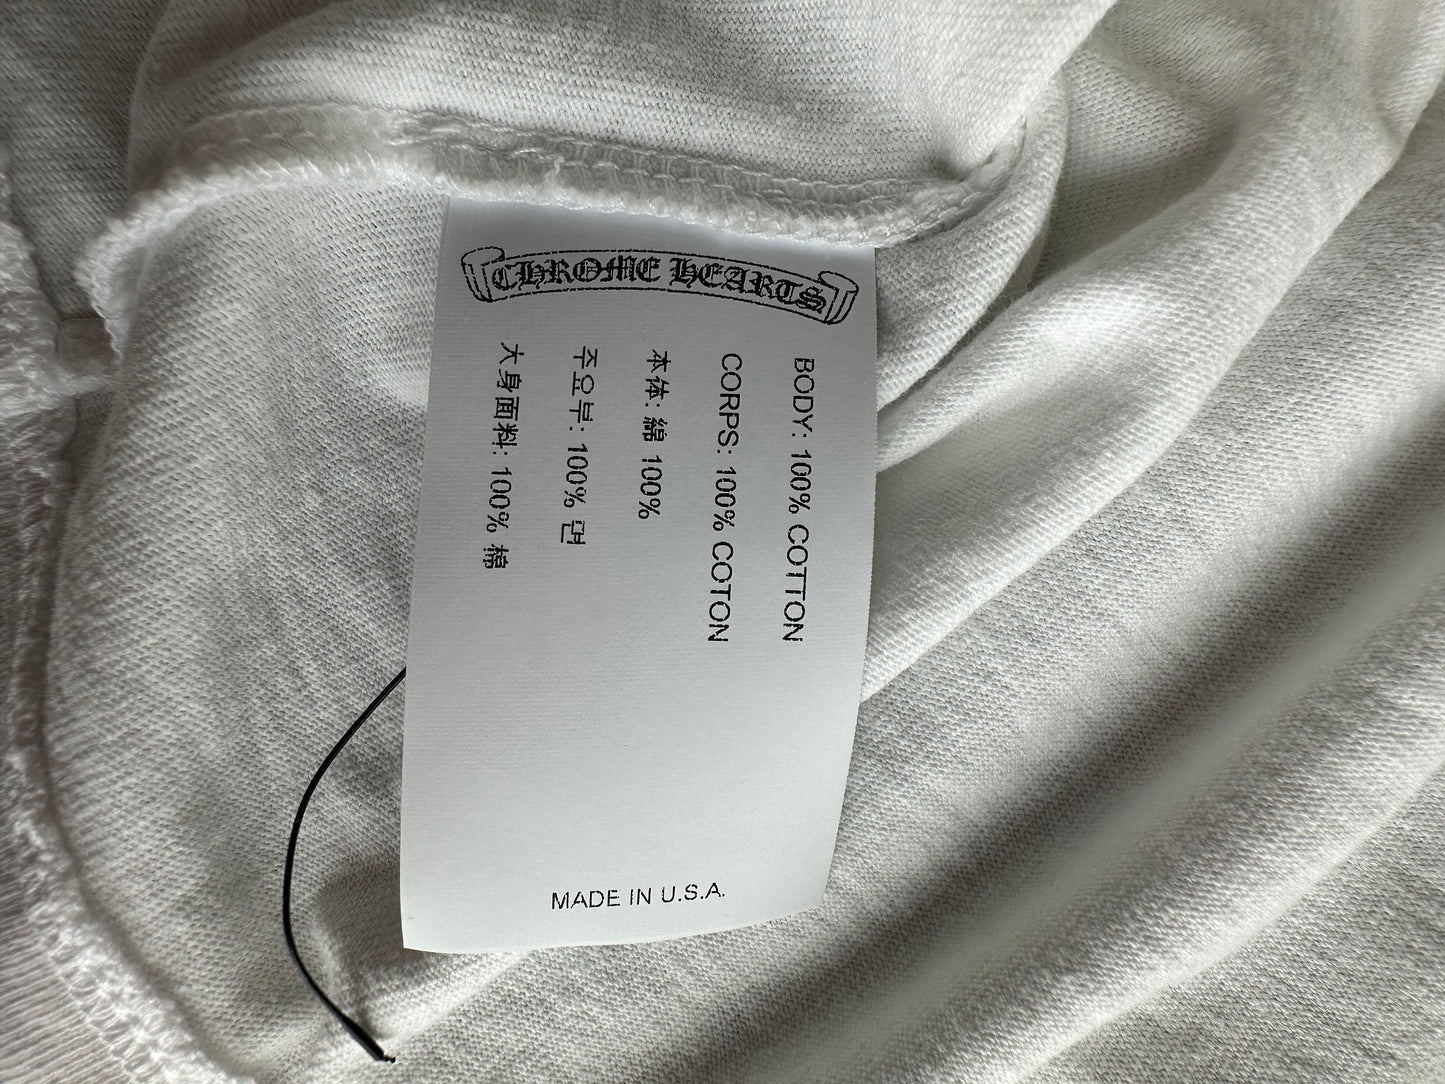 CHROME HEARTS
BODY: 100% COTTON
CORPS: 100% COTON
本体: 綿 100%
주요부: 100% 면
大身面料: 100% 棉
MADE IN U.S.A.